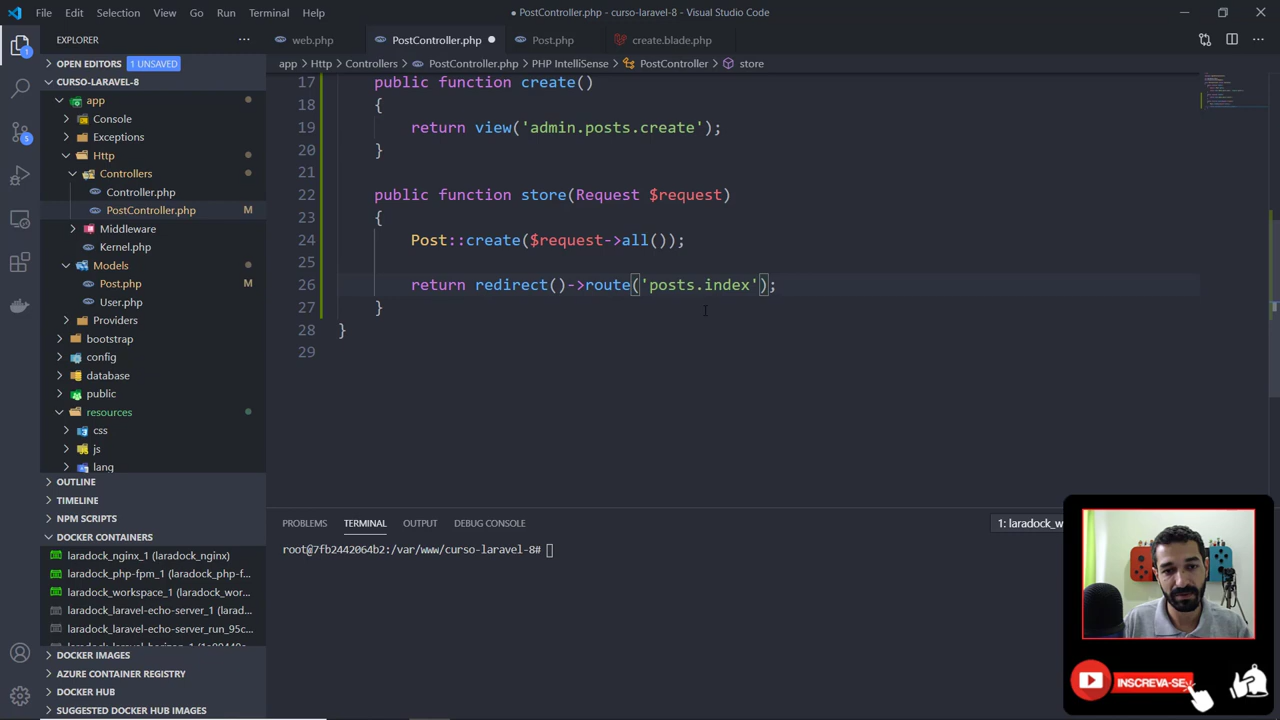 File Edit Selection View Go Run Terminal Help
● PostController.php - curso-laravel-8 - Visual Studio Code
EXPLORER
web.php
PostController.php
Post.php
create.blade.php
OPEN EDITORS 1 UNSAVED
app > Http > Controllers > PostController.php > PHP IntelliSense > PostController > store
CURSO-LARAVEL-8
app
Console
Exceptions
Http
Controllers
Controller.php
PostController.php M
Middleware
Kernel.php
Models
Post.php M
User.php
Providers
bootstrap
config
database
public
resources
css
js
lang
OUTLINE
TIMELINE
NPM SCRIPTS
DOCKER CONTAINERS
laradock_nginx_1 (laradock_nginx)
laradock_php-fpm_1 (laradock_php-f...
laradock_workspace_1 (laradock_wor...
laradock_laravel-echo-server_1 (larad...
laradock_laravel-echo-server_run_95c...
DOCKER IMAGES
AZURE CONTAINER REGISTRY
DOCKER HUB
SUGGESTED DOCKER HUB IMAGES
1
5
17 public function create()
18 {
19 return view('admin.posts.create');
20 }
21
22 public function store(Request $request)
23 {
24 Post::create($request->all());
25
26 return redirect()->route('posts.index');
27 }
28 }
29
PROBLEMS TERMINAL OUTPUT DEBUG CONSOLE
1: laradock_w
root@7fb2442064b2:/var/www/curso-laravel-8#
INSCREVA-SE